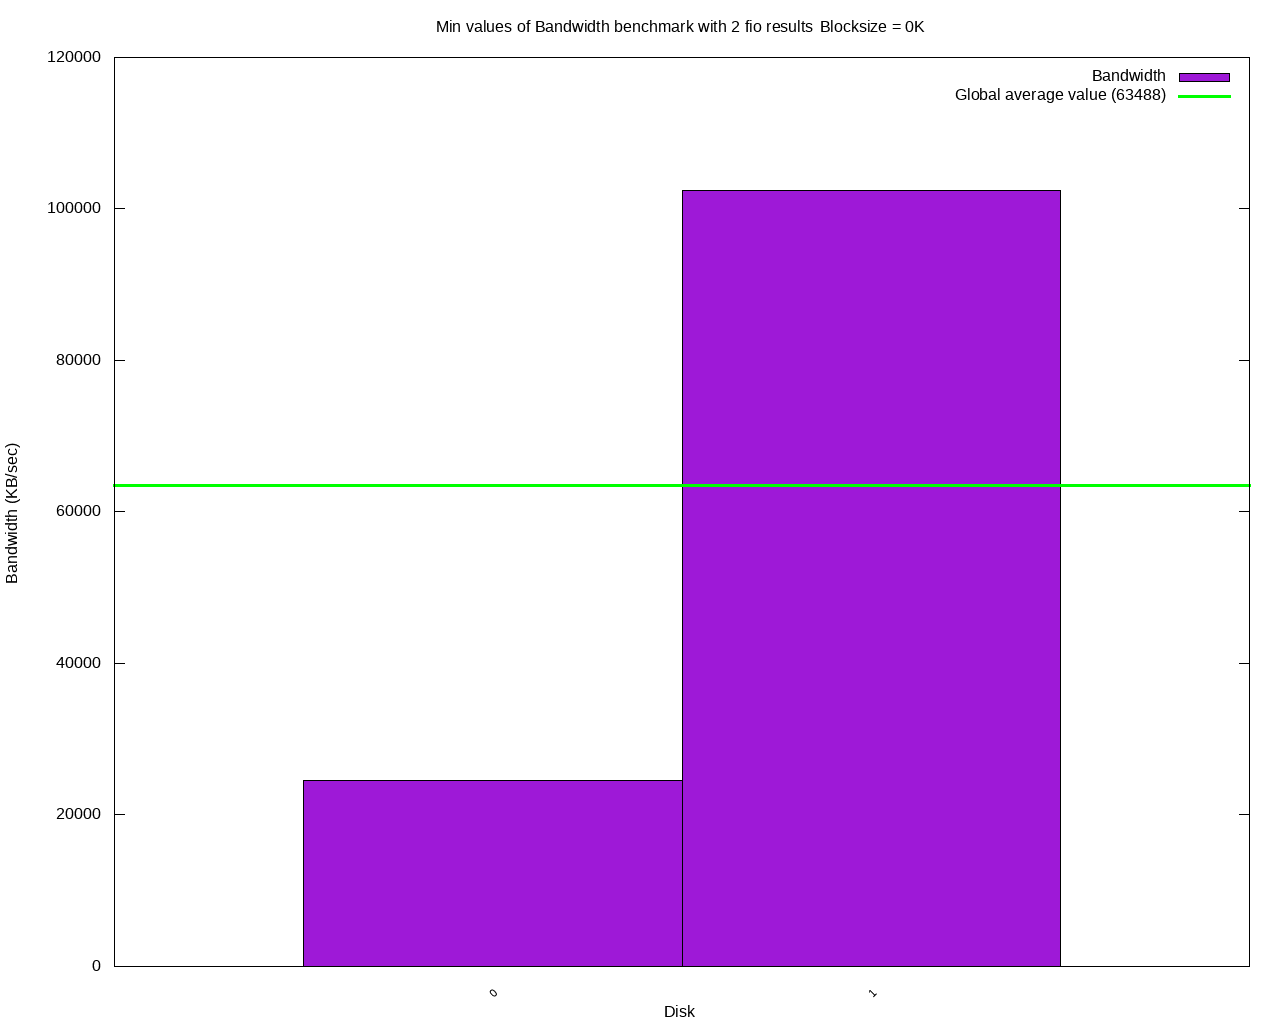 Min values of Bandwidth benchmark with 2 fio results Blocksize = 0K
120000
Bandwidth
Global average value (63488)
100000
80000
60000
40000
20000
0
Bandwidth (KB/sec)
0
1
Disk